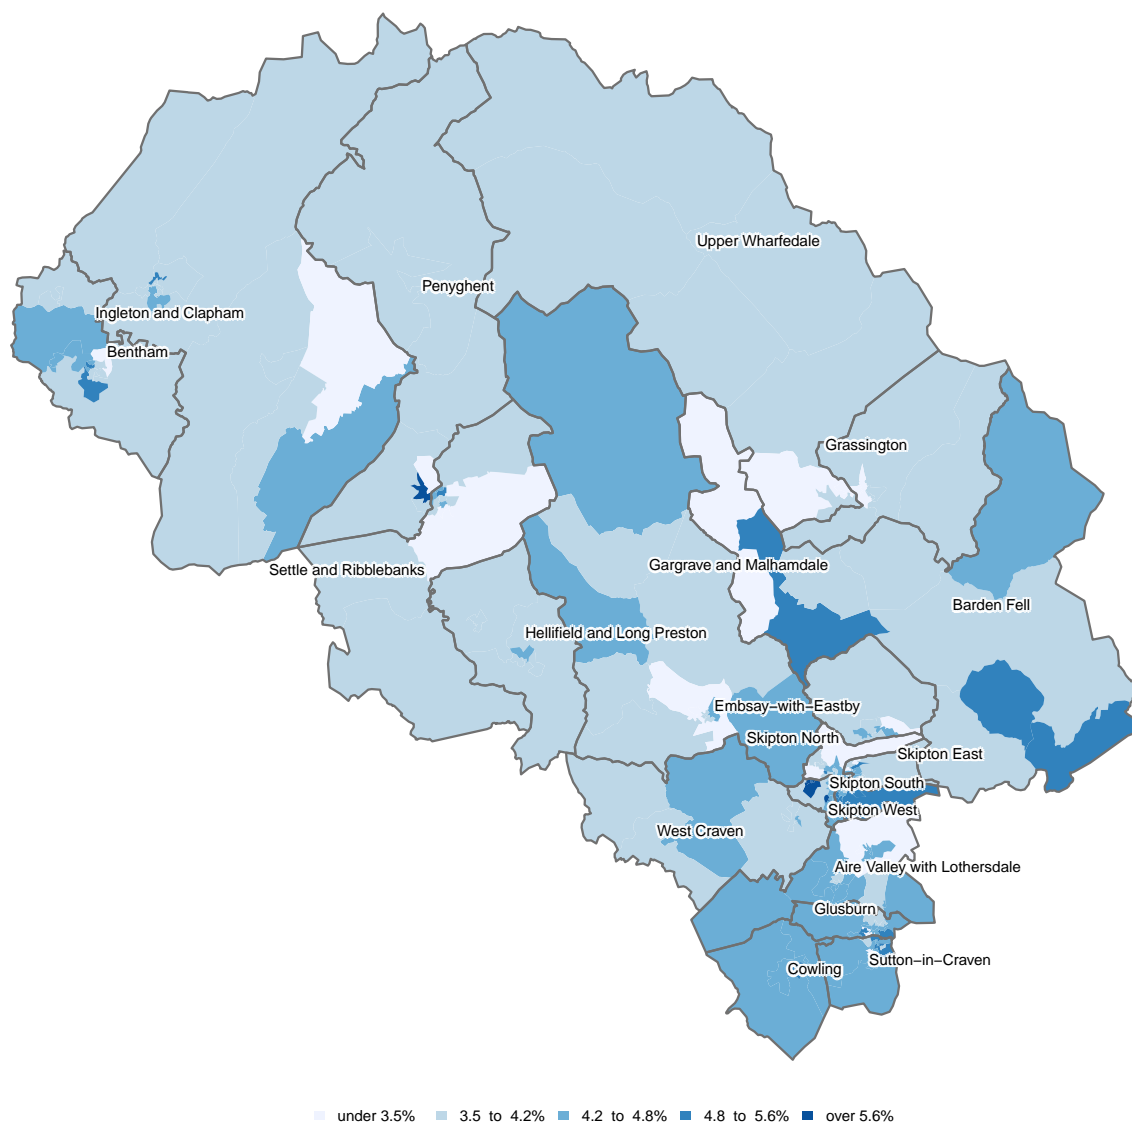 Upper Wharfedale
Penyghent
Ingleton and Clapham
Bentham
Grassington
Settle and Ribblebanks
Gargrave and Malhamdale
Barden Fell
Hellifield and Long Preston
Embsay−with−Eastby
Skipton North
Skipton East
Skipton South
Skipton West
West Craven
Aire Valley with Lothersdale
Glusburn
Sutton−in−Craven
Cowling
under 3.5% 3.5 to 4.2% 4.2 to 4.8% 4.8 to 5.6% over 5.6%